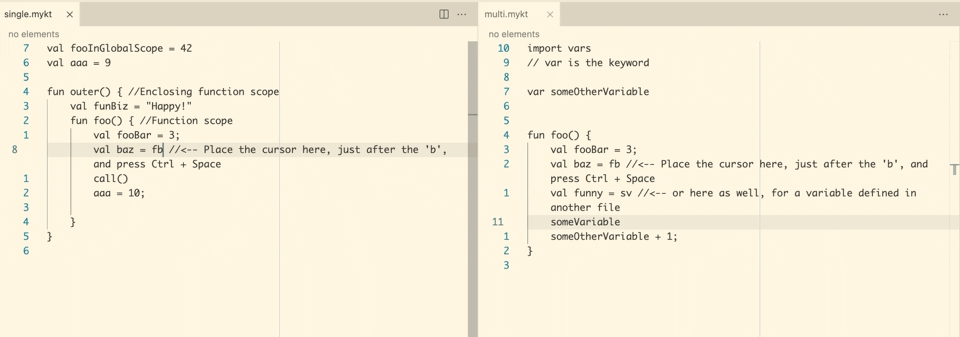 single.mykt ×
no elements
7 val fooInGlobalScope = 42
6 val aaa = 9
5
4 fun outer() { //Enclosing function scope
3 val funBiz = "Happy!"
2 fun foo() { //Function scope
1 val fooBar = 3;
8 val baz = fb //<-- Place the cursor here, just after the 'b',
and press Ctrl + Space
1 call()
2 aaa = 10;
3
4 }
5 }
6
multi.mykt ×
no elements
10 import vars
9 // var is the keyword
8
7 var someOtherVariable
6
5
4 fun foo() {
3 val fooBar = 3;
2 val baz = fb //<-- Place the cursor here, just after the 'b', and
press Ctrl + Space
1 val funny = sv //<-- or here as well, for a variable defined in
another file
11 someVariable
1 someOtherVariable + 1;
2 }
3